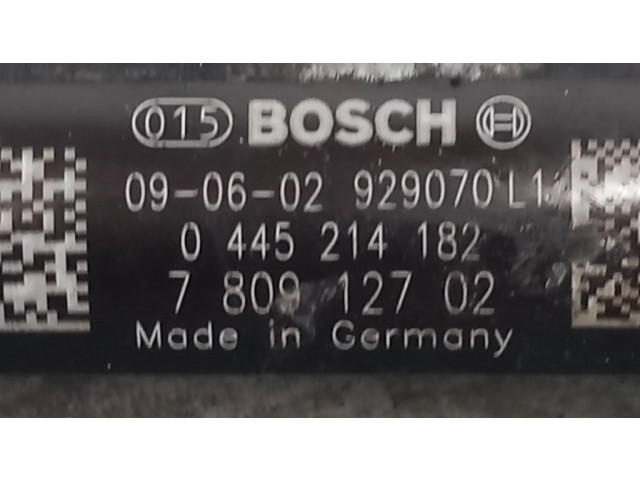 015 BOSCH
09-06-02 929070 L1
0 445 214 182
7 809 127 02
Made in Germany